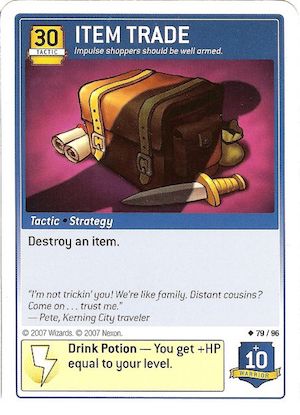 30
TACTIC
ITEM TRADE
Impulse shoppers should be well armed.
Tactic • Strategy
Destroy an item.
"I'm not trickin' you! We're like family. Distant cousins?
Come on . . . trust me."
— Pete, Kerning City traveler
© 2007 Wizards. © 2007 Nexon.
◆ 79 / 96
Drink Potion — You get +HP
equal to your level.
+
10
WARRIOR